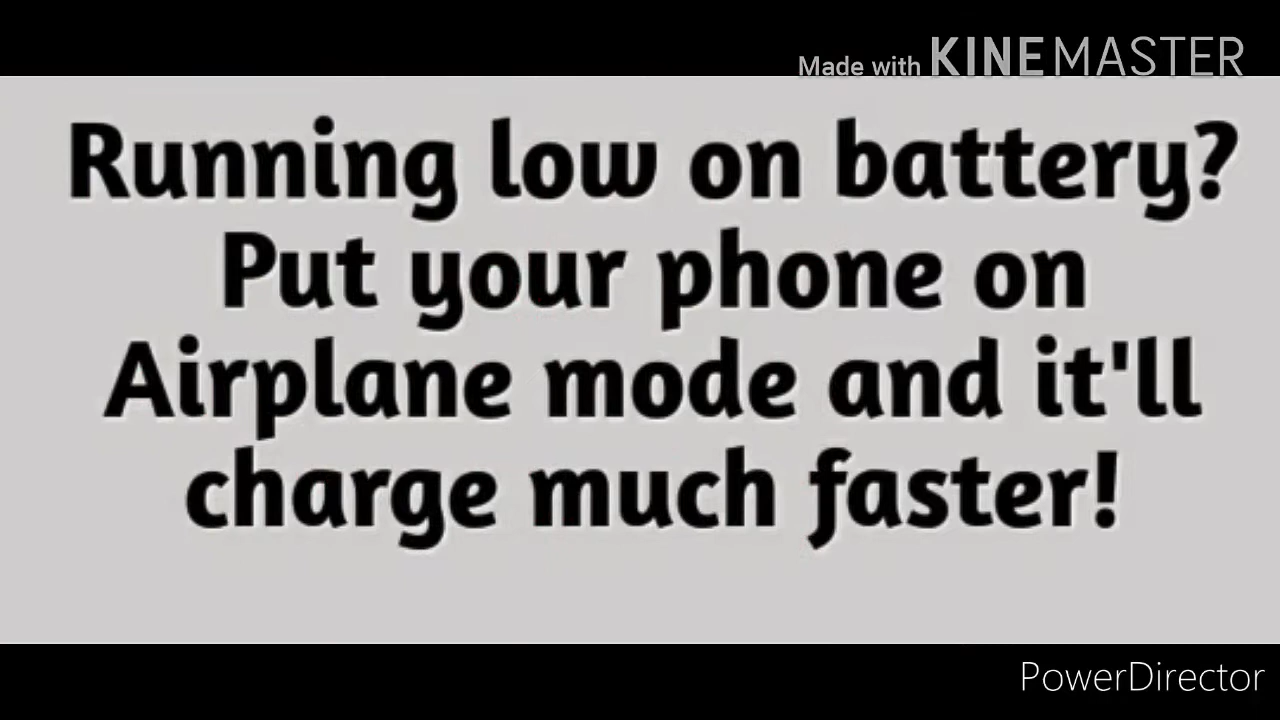 Made with KINEMASTER
Running low on battery?
Put your phone on
Airplane mode and it'll
charge much faster!
PowerDirector